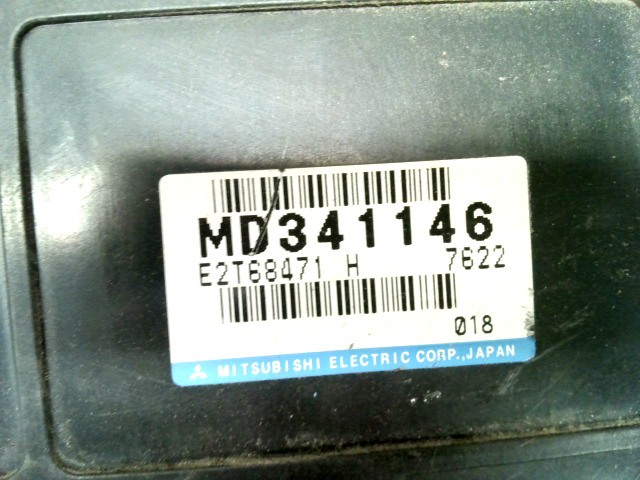 MD341146
E2T68471 H 7622
018
MITSUBISHI ELECTRIC CORP., JAPAN